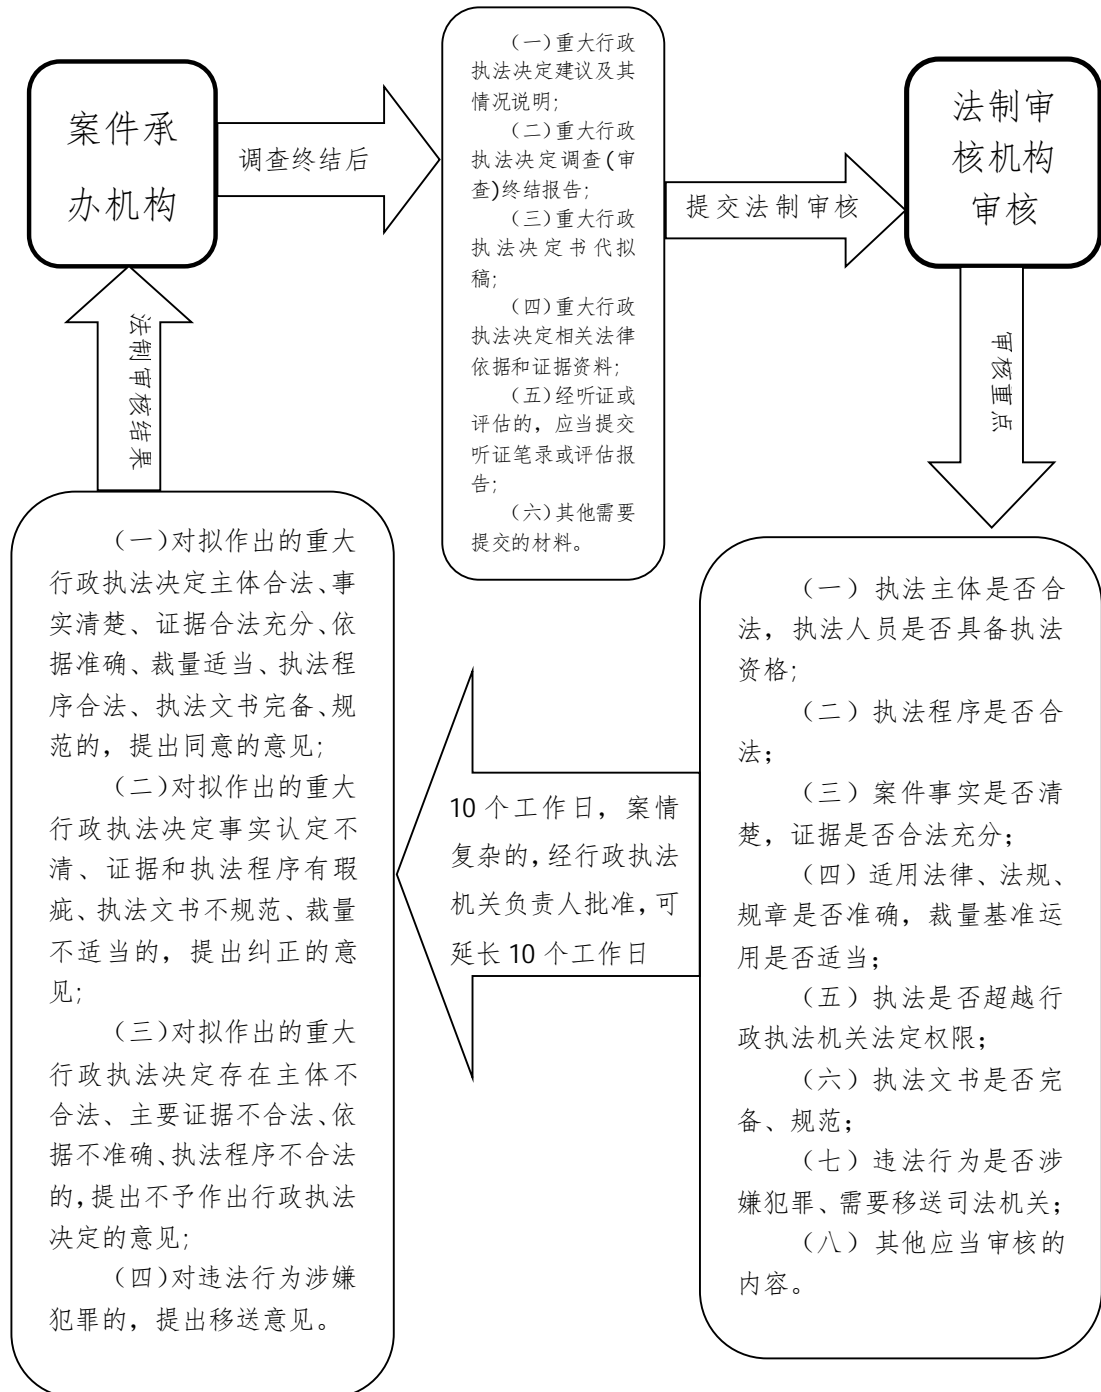 案件承
办机构
调查终结后
（一）重大行政
执法决定建议及其
情况说明;
（二）重大行政
执法决定调查(审
查)终结报告;
（三）重大行政
执法决定书代拟
稿;
（四）重大行政
执法决定相关法律
依据和证据资料;
（五）经听证或
评估的，应当提交
听证笔录或评估报
告;
（六）其他需要
提交的材料。
提交法制审核
法制审
核机构
审核
审核重点
（一）执法主体是否合
法，执法人员是否具备执法
资格;
（二）执法程序是否合
法；
（三）案件事实是否清
楚，证据是否合法充分；
（四）适用法律、法规、
规章是否准确，裁量基准运
用是否适当；
（五）执法是否超越行
政执法机关法定权限；
（六）执法文书是否完
备、规范；
（七）违法行为是否涉
嫌犯罪、需要移送司法机关；
（八）其他应当审核的
内容。
10 个工作日，案情
复杂的，经行政执法
机关负责人批准，可
延长 10 个工作日
（一）对拟作出的重大
行政执法决定主体合法、事
实清楚、证据合法充分、依
据准确、裁量适当、执法程
序合法、执法文书完备、规
范的，提出同意的意见;
（二）对拟作出的重大
行政执法决定事实认定不
清、证据和执法程序有瑕
疵、执法文书不规范、裁量
不适当的，提出纠正的意
见;
（三）对拟作出的重大
行政执法决定存在主体不
合法、主要证据不合法、依
据不准确、执法程序不合法
的，提出不予作出行政执法
决定的意见;
（四）对违法行为涉嫌
犯罪的，提出移送意见。
法制审核结果